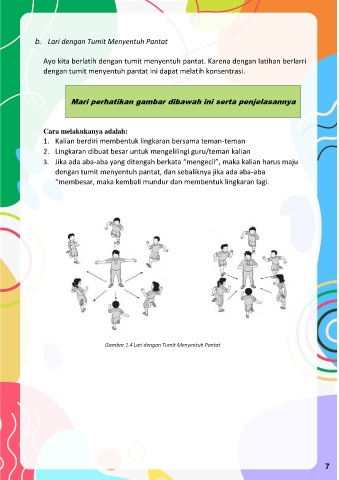 b. Lari dengan Tumit Menyentuh Pantat
Ayo kita berlatih dengan tumit menyentuh pantat. Karena dengan latihan berlarri
dengan tumit menyentuh pantat ini dapat melatih konsentrasi.
Mari perhatikan gambar dibawah ini serta penjelasannya
Cara melakukanya adalah:
1. Kalian berdiri membentuk lingkaran bersama teman-teman
2. Lingkaran dibuat besar untuk mengelilingi guru/teman kalian
3. Jika ada aba-aba yang ditengah berkata "mengecil", maka kalian harus maju
dengan tumit menyentuh pantat, dan sebaliknya jika ada aba-aba
"membesar, maka kembali mundur dan membentuk lingkaran lagi.
Gambar 1.4 Lari dengan Tumit Menyentuh Pantat
7